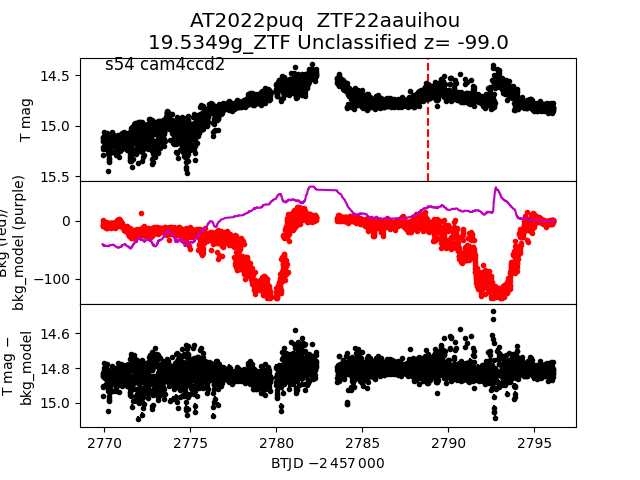 AT2022puq  ZTF22aauihou
19.5349g_ZTF Unclassified z= -99.0
s54 cam4ccd2
T mag
14.5
15.0
15.5
Bkg (red)/
bkg_model (purple)
0
−100
T mag −
bkg_model
14.6
14.8
15.0
2770 2775 2780 2785 2790 2795
BTJD −2 457 000